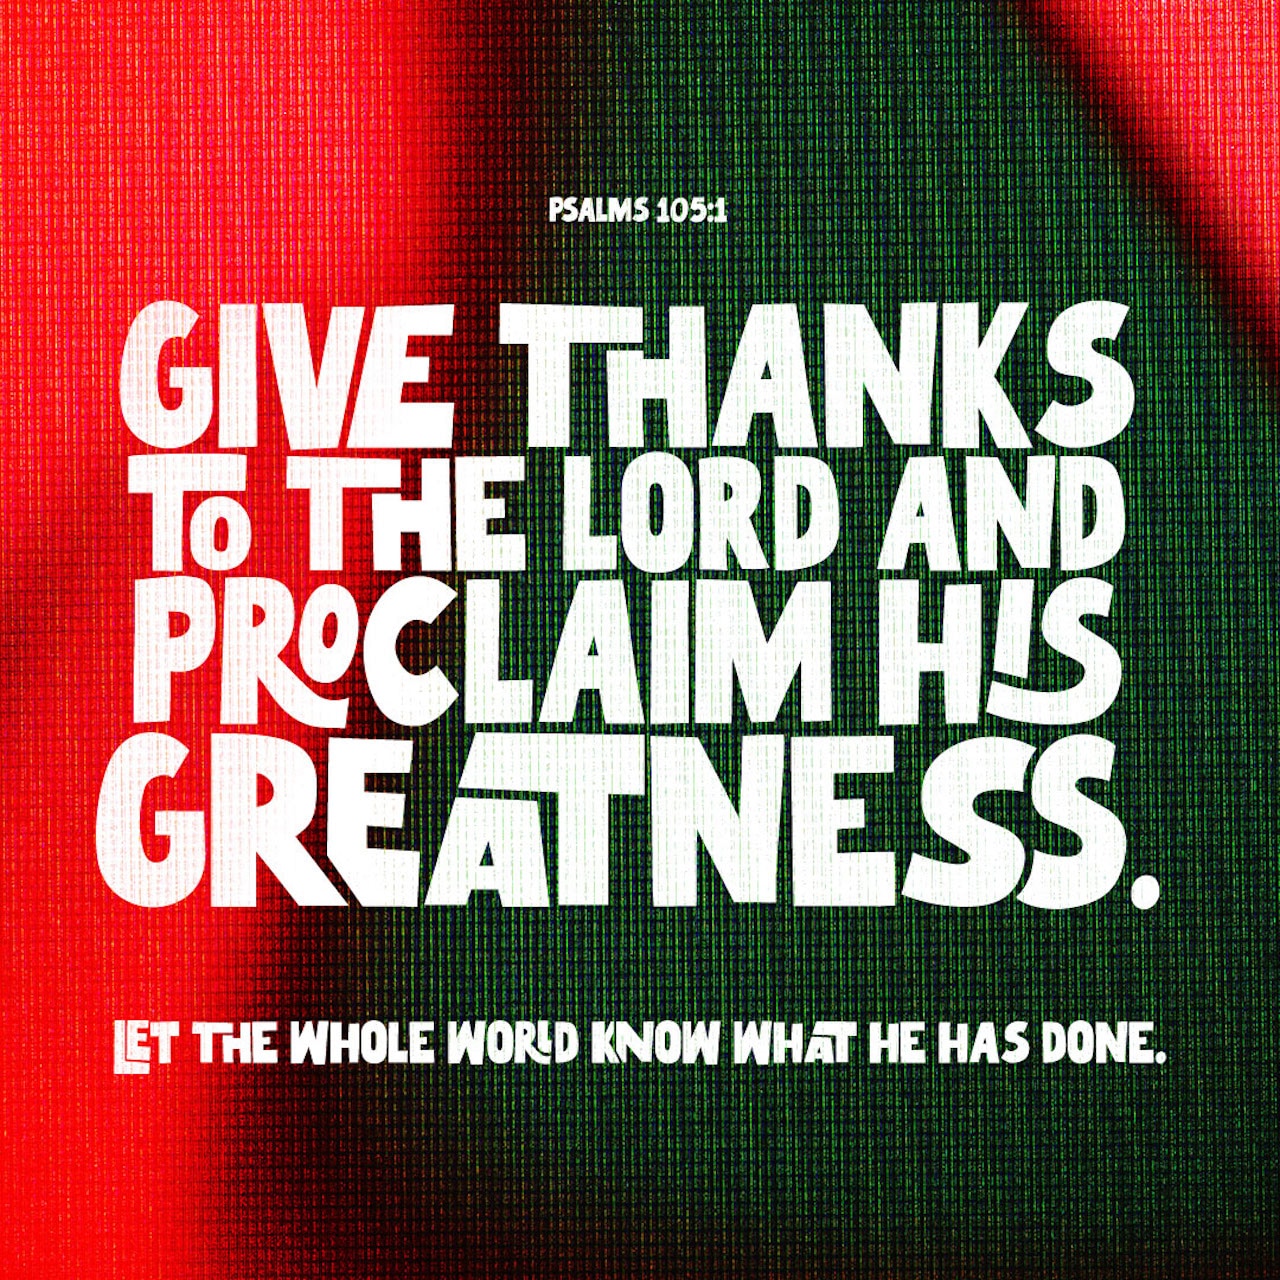 PSALMS 105:1
GIVE THANKS
TO THE LORD AND
PROCLAIM HIS
GREATNESS.
LET THE WHOLE WORLD KNOW WHAT HE HAS DONE.